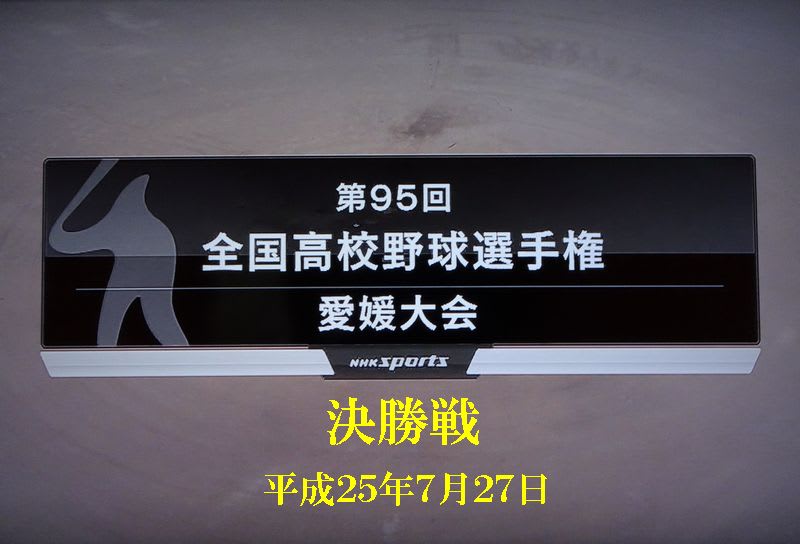 第95回
全国高校野球選手権
愛媛大会
NHK sports
決勝戦
平成25年7月27日